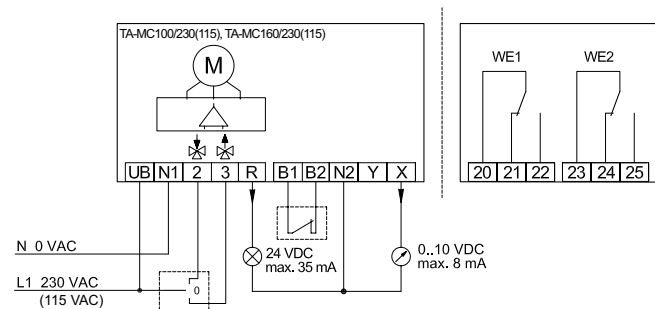 TA-MC100/230(115), TA-MC160/230(115)
M
WE1 WE2
UB N1 2 3 R B1 B2 N2 Y X
20 21 22 23 24 25
N 0 VAC
24 VDC
max. 35 mA
0..10 VDC
max. 8 mA
L1 230 VAC
(115 VAC)
0